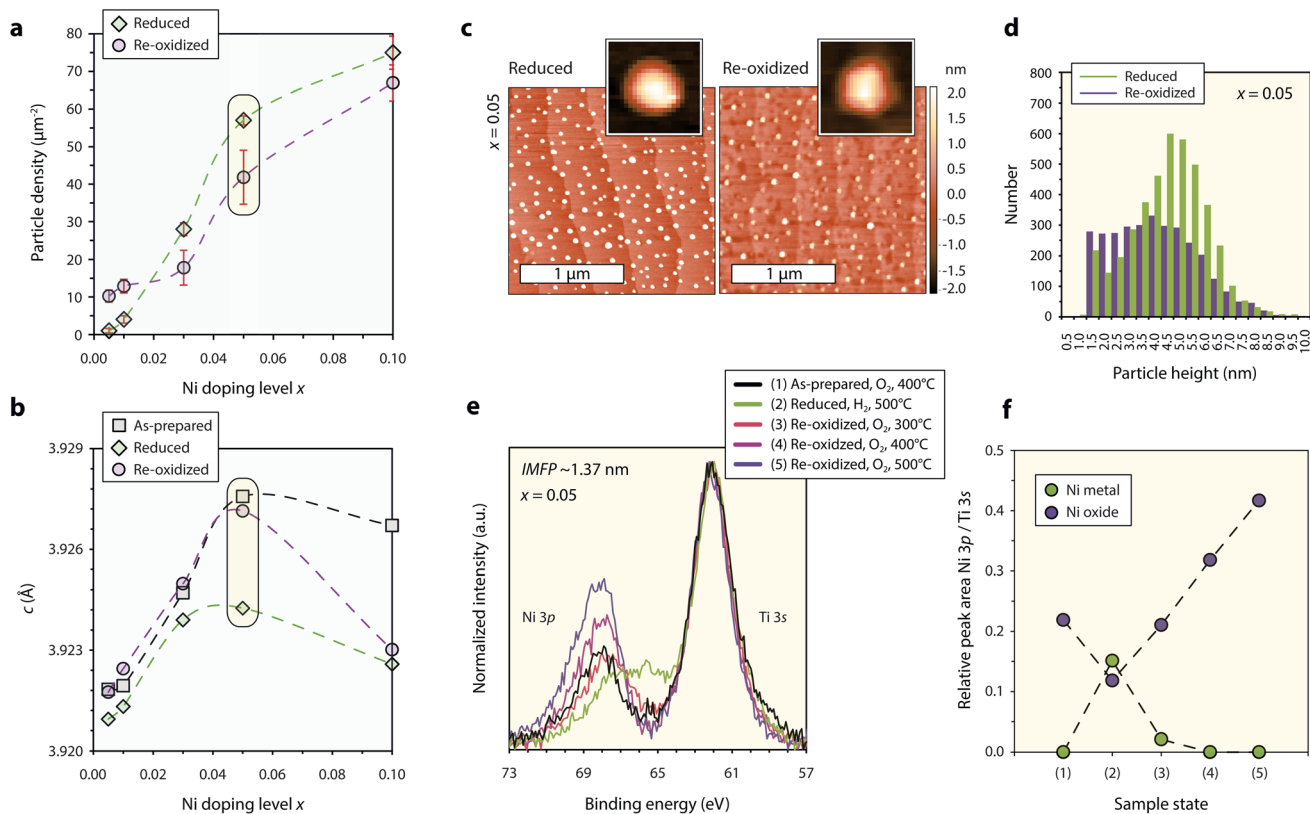 a
Reduced
Re-oxidized
80
70
60
50
40
30
20
10
0
Particle density (µm⁻²)
0.00 0.02 0.04 0.06 0.08 0.10
Ni doping level x
b
As-prepared
Reduced
Re-oxidized
3.929
3.926
3.923
3.920
c (Å)
0.00 0.02 0.04 0.06 0.08 0.10
Ni doping level x
c
Reduced
Re-oxidized
x = 0.05
1 µm
1 µm
nm
2.0
1.5
1.0
0.5
0.0
-0.5
-1.0
-1.5
-2.0
d
Reduced
Re-oxidized
x = 0.05
800
700
600
500
400
300
200
100
0
Number
0.5 1.0 1.5 2.0 2.5 3.0 3.5 4.0 4.5 5.0 5.5 6.0 6.5 7.0 7.5 8.0 8.5 9.0 9.5 10.0
Particle height (nm)
e
(1) As-prepared, O₂, 400°C
(2) Reduced, H₂, 500°C
(3) Re-oxidized, O₂, 300°C
(4) Re-oxidzed, O₂, 400°C
(5) Re-oxidzed, O₂, 500°C
IMFP ~1.37 nm
x = 0.05
Ni 3p
Ti 3s
Normalized intensity (a.u.)
73 69 65 61 57
Binding energy (eV)
f
Ni metal
Ni oxide
0.5
0.4
0.3
0.2
0.1
0.0
Relative peak area Ni 3p / Ti 3s
(1) (2) (3) (4) (5)
Sample state